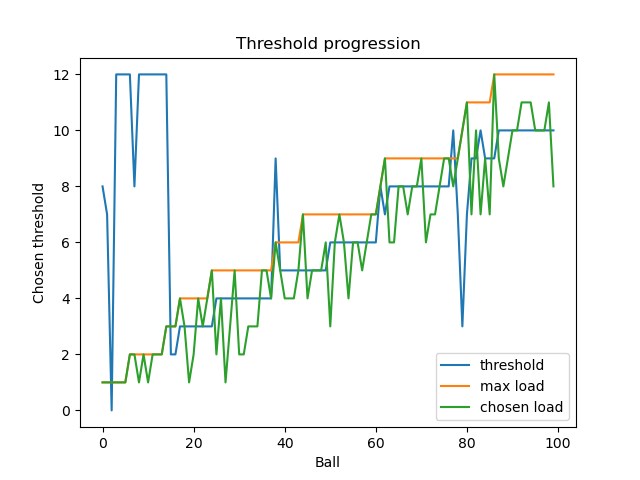 Threshold progression
12
10
8
6
4
2
0
Chosen threshold
threshold
max load
chosen load
0 20 40 60 80 100
Ball